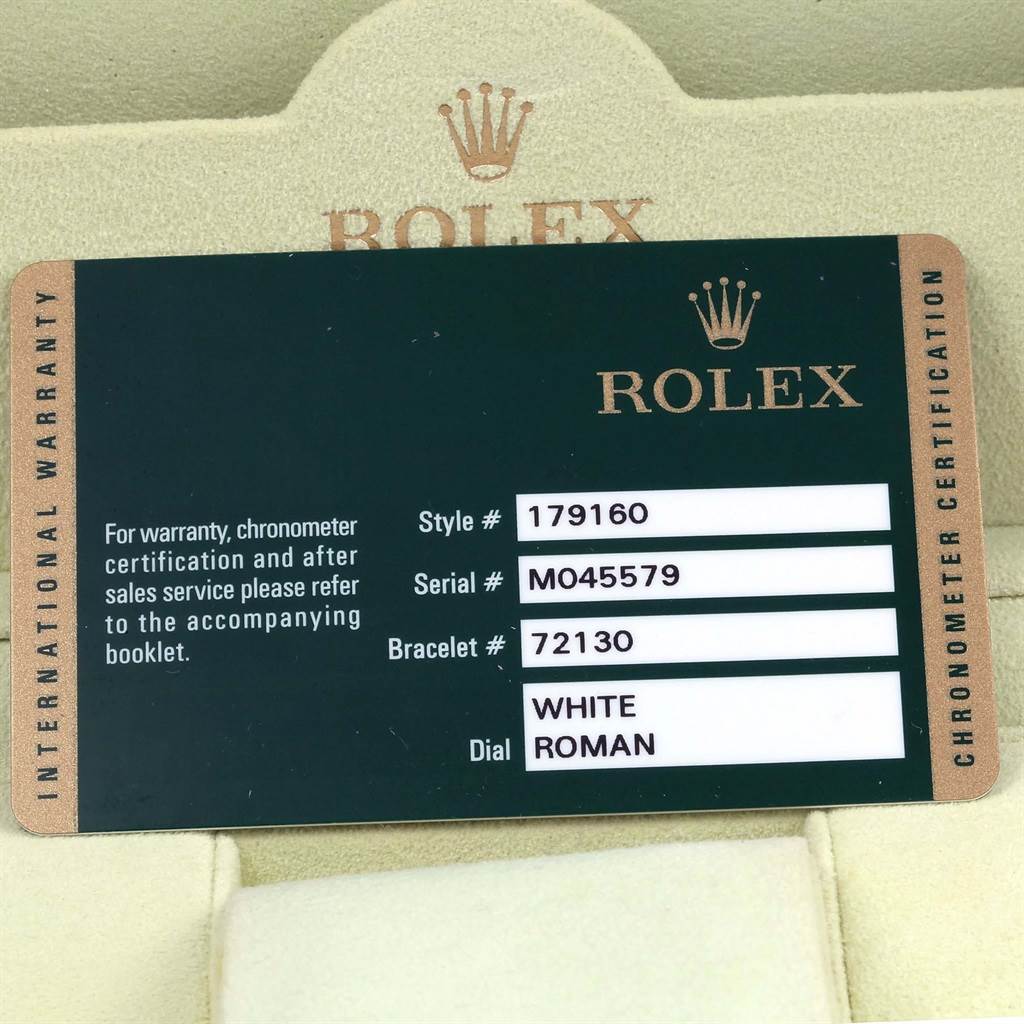 ROLEX
ROLEX
INTERNATIONAL WARRANTY
For warranty, chronometer
certification and after
sales service please refer
to the accompanying
booklet.
Style # 179160
Serial # M045579
Bracelet # 72130
Dial WHITE
ROMAN
CHRONOMETER CERTIFICATION